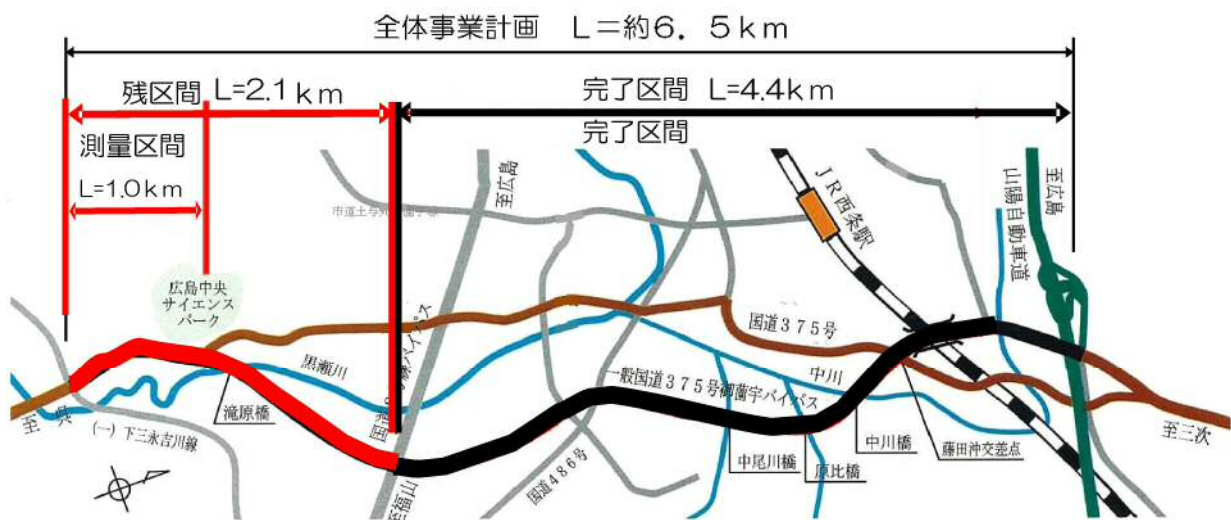 全体事業計画 L=約6.5km
残区間 L=2.1km
完了区間 L=4.4km
測量区間
完了区間
L=1.0km
至広島
JR西条駅
至広島
山陽自動車道
広島中央
サイエンス
パーク
国道375号
黒瀬川
中川
一般国道375号御薗宇バイパス
至呉
滝原橋
(一)下三永吉川線
中川橋
至三次
藤田沖交差点
中尾川橋
原比橋
国道486号
至福山